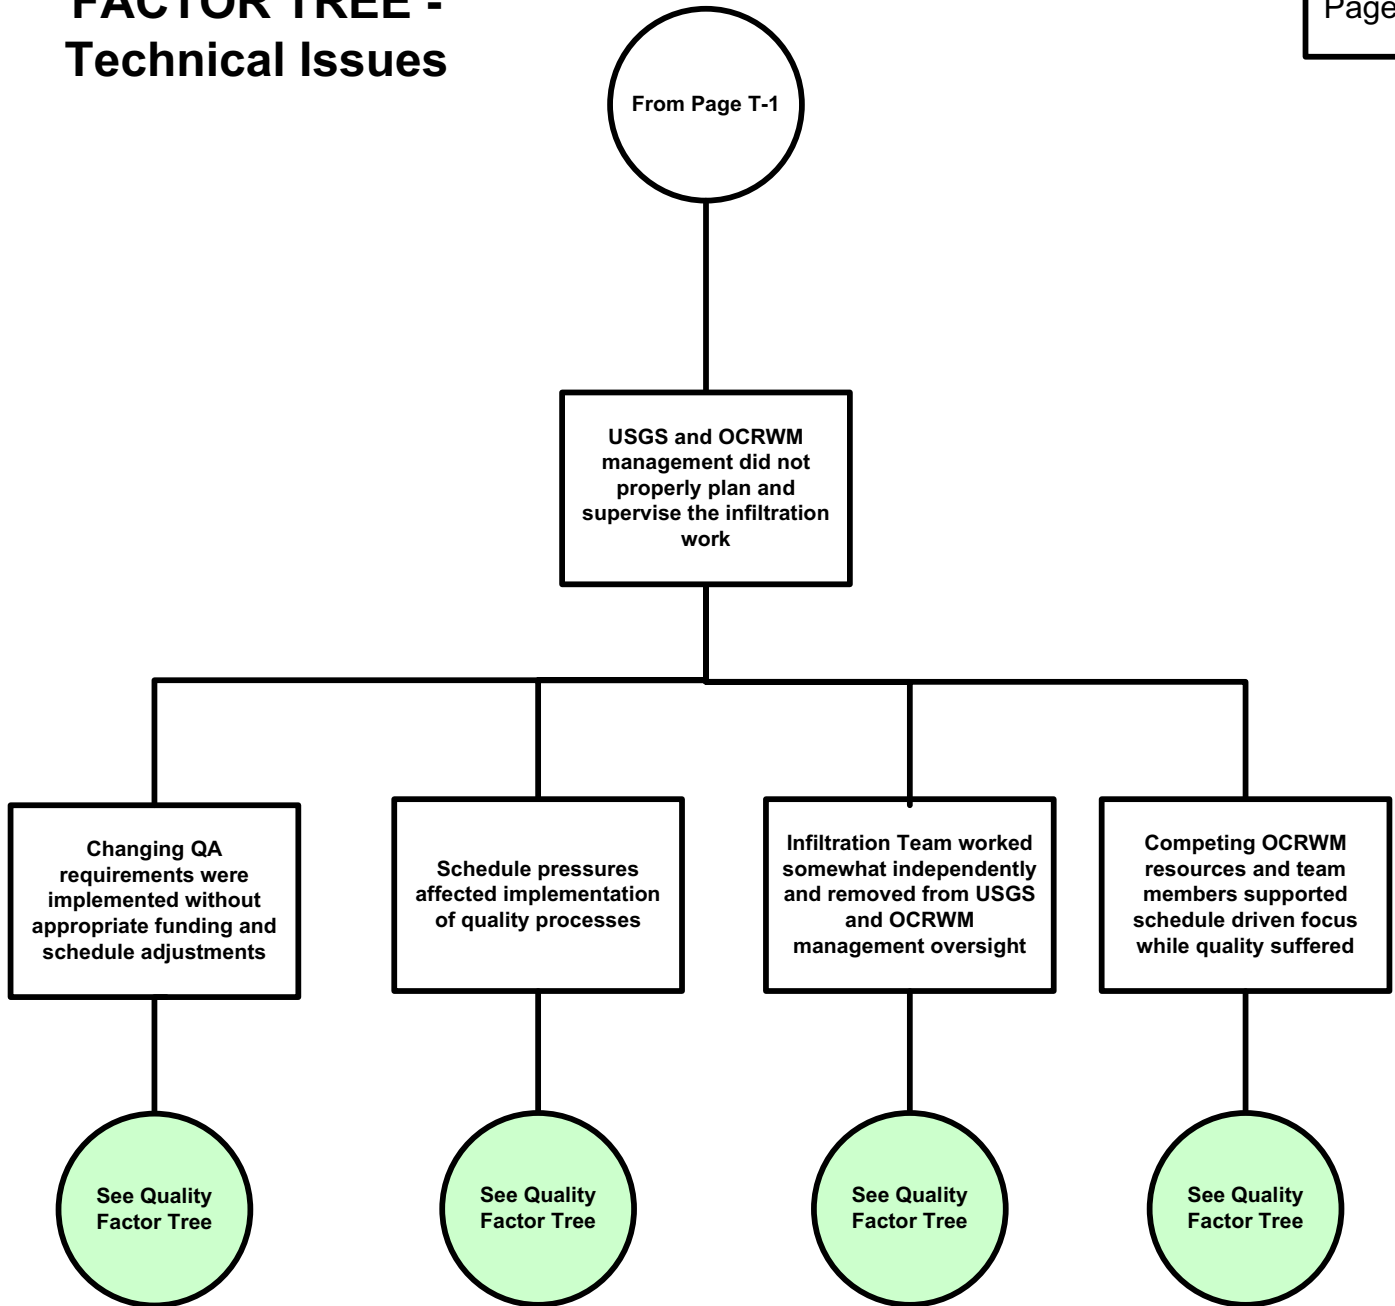 FACTOR TREE -
Technical Issues
Page
From Page T-1
USGS and OCRWM
management did not
properly plan and
supervise the infiltration
work
Changing QA
requirements were
implemented without
appropriate funding and
schedule adjustments
Schedule pressures
affected implementation
of quality processes
Infiltration Team worked
somewhat independently
and removed from USGS
and OCRWM
management oversight
Competing OCRWM
resources and team
members supported
schedule driven focus
while quality suffered
See Quality
Factor Tree
See Quality
Factor Tree
See Quality
Factor Tree
See Quality
Factor Tree